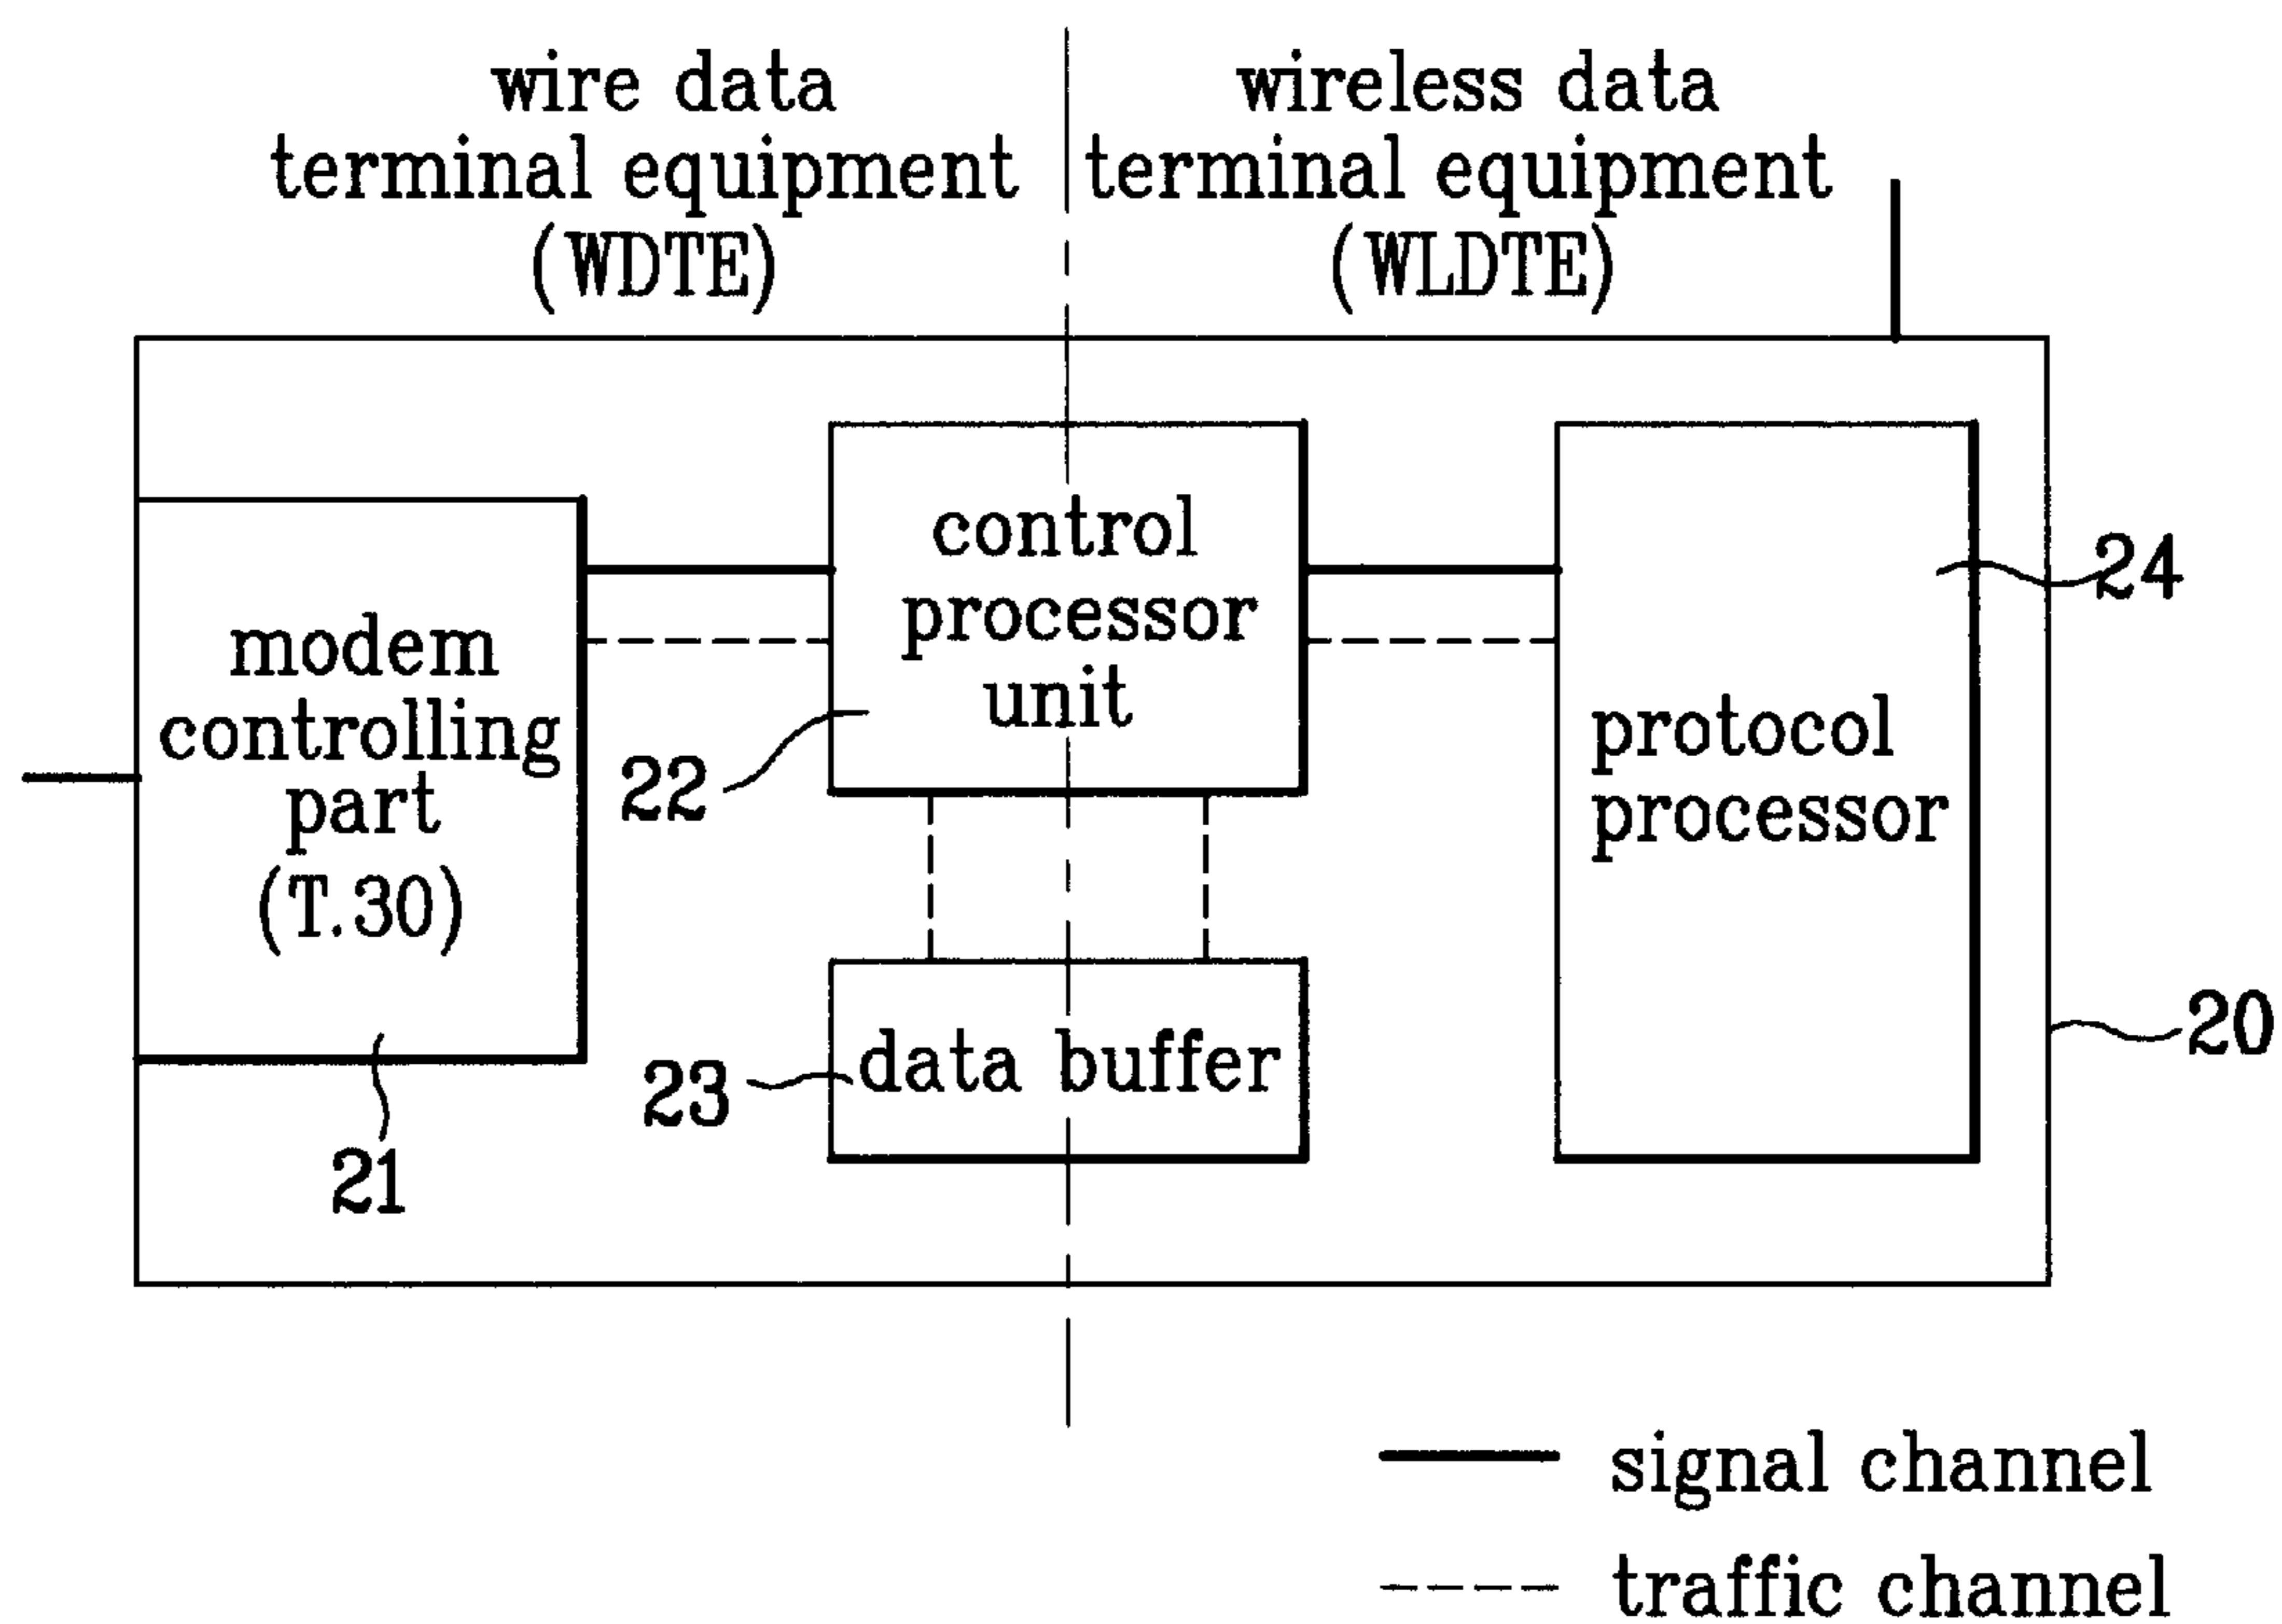 wire data
terminal equipment
(WDTE)
wireless data
terminal equipment
(WLDTE)
modem
controlling
part
(T.30)
21
control
processor
unit
22
data buffer
23
protocol
processor
24
20
signal channel
traffic channel